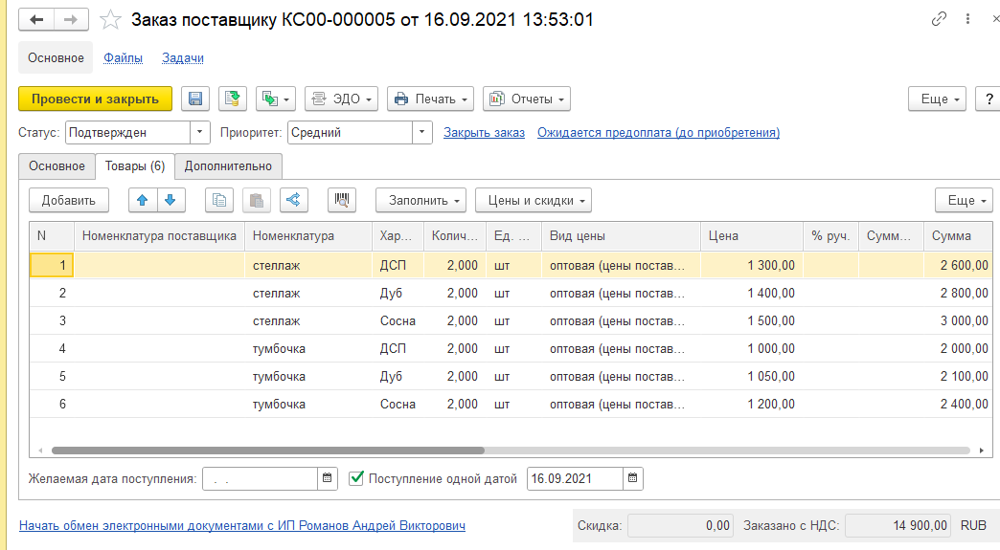 Заказ поставщику КС00-000005 от 16.09.2021 13:53:01
Основное Файлы Задачи
Провести и закрыть ЭДО Печать Отчеты Еще ?
Статус: Подтвержден Приоритет: Средний Закрыть заказ Ожидается предоплата (до приобретения)
Основное Товары (6) Дополнительно
Добавить Заполнить Цены и скидки Еще
N Номенклатура поставщика Номенклатура Хар... Колич... Ед. ... Вид цены Цена % руч. Сумм... Сумма
1 стеллаж ДСП 2,000 шт оптовая (цены постав... 1 300,00 2 600,00
2 стеллаж Дуб 2,000 шт оптовая (цены постав... 1 400,00 2 800,00
3 стеллаж Сосна 2,000 шт оптовая (цены постав... 1 500,00 3 000,00
4 тумбочка ДСП 2,000 шт оптовая (цены постав... 1 000,00 2 000,00
5 тумбочка Дуб 2,000 шт оптовая (цены постав... 1 050,00 2 100,00
6 тумбочка Сосна 2,000 шт оптовая (цены постав... 1 200,00 2 400,00
Желаемая дата поступления: . . Поступление одной датой 16.09.2021
Начать обмен электронными документами с ИП Романов Андрей Викторович Скидка: 0,00 Заказано с НДС: 14 900,00 RUB